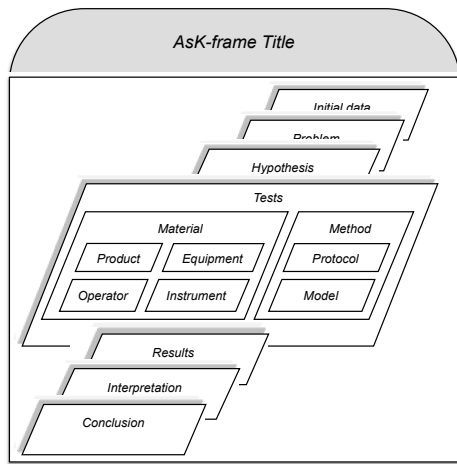 AsK-frame Title
Initial data
Problem
Hypothesis
Tests
Material
Method
Product
Equipment
Protocol
Operator
Instrument
Model
Results
Interpretation
Conclusion